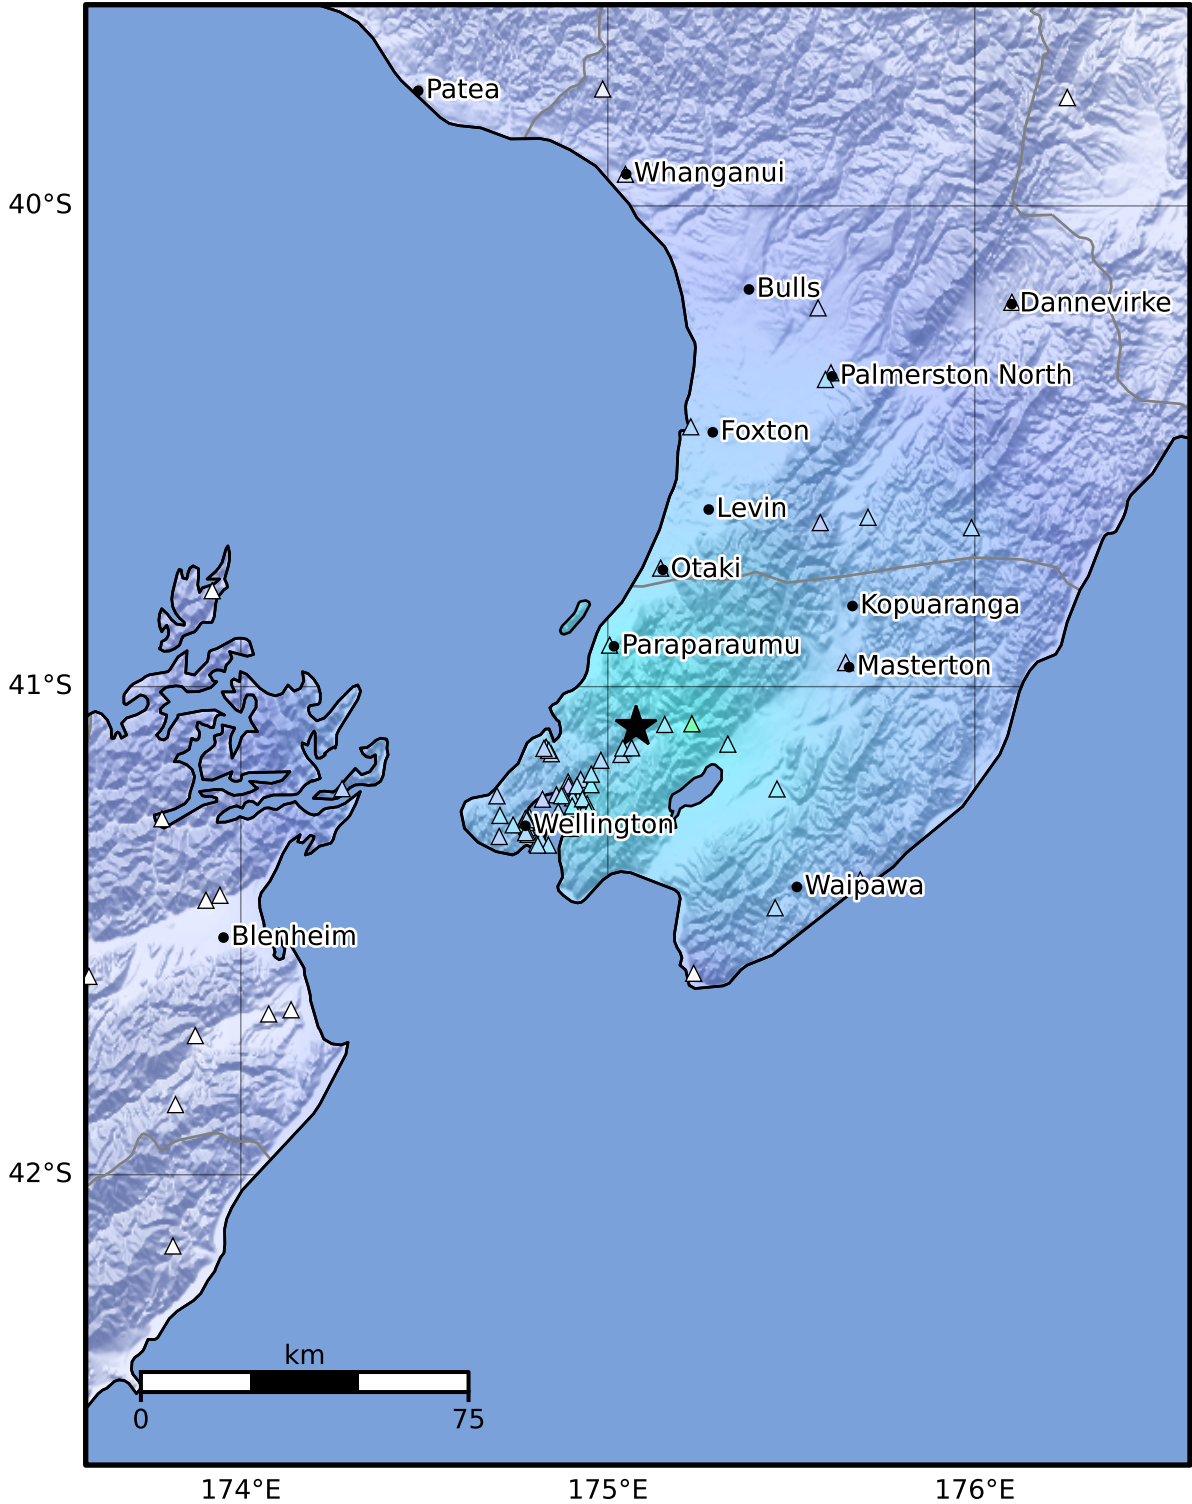 Patea
Whanganui
40°S
Bulls
Dannevirke
Palmerston North
Foxton
Levin
Otaki
Kopuaranga
Paraparaumu
Masterton
41°S
Wellington
Waipawa
Blenheim
42°S
km
0
75
174°E
175°E
176°E